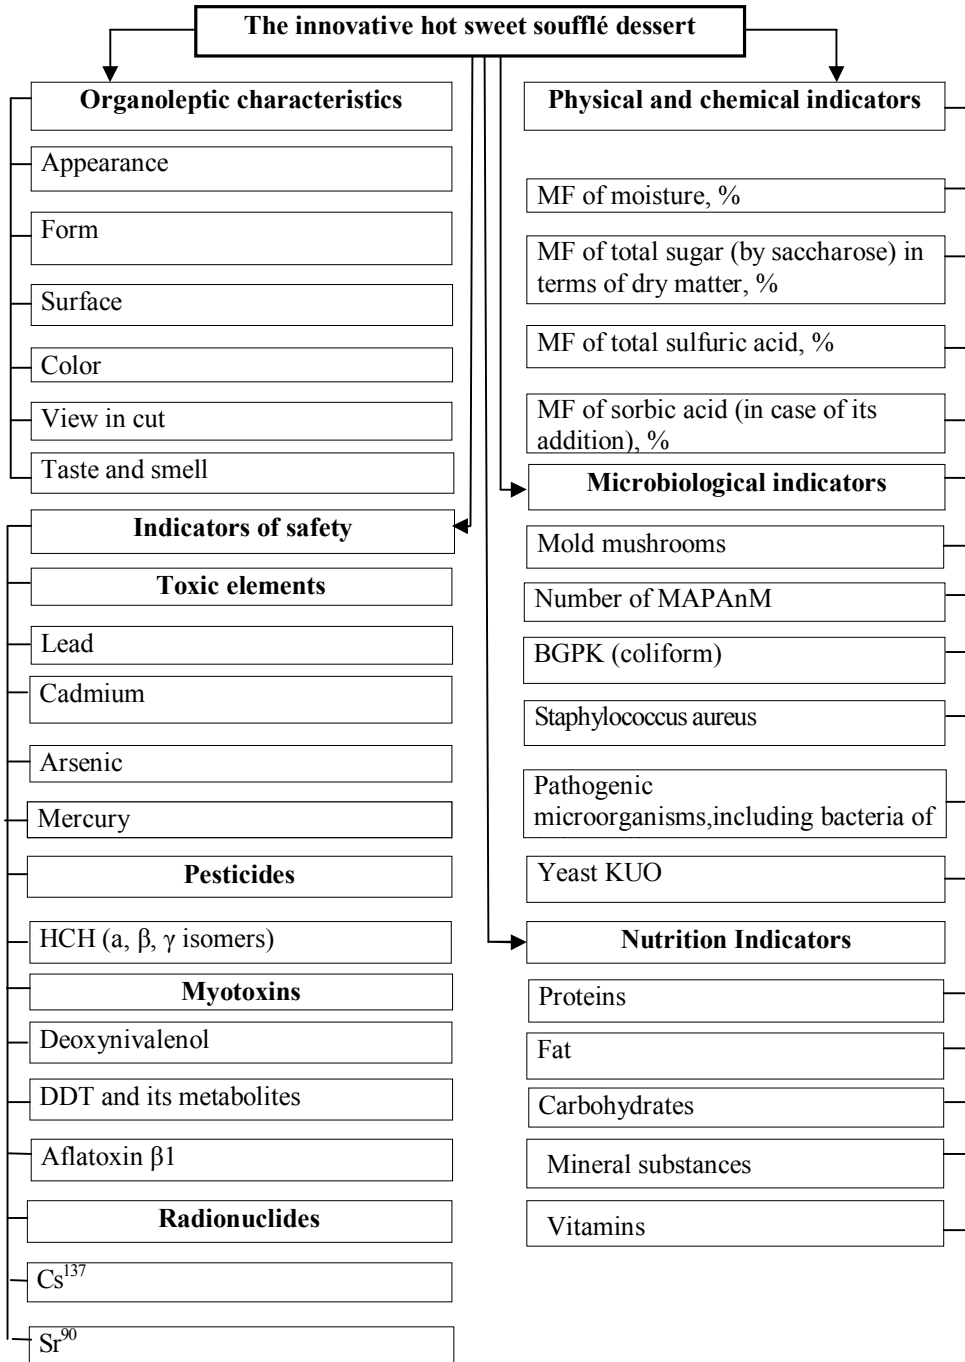 The innovative hot sweet soufflé dessert
Organoleptic characteristics
Appearance
Form
Surface
Color
View in cut
Taste and smell
Indicators of safety
Toxic elements
Lead
Cadmium
Arsenic
Mercury
Pesticides
HCH (a, β, γ isomers)
Myotoxins
Deoxynivalenol
DDT and its metabolites
Aflatoxin β1
Radionuclides
Cs¹³⁷
Sr⁹⁰
Physical and chemical indicators
MF of moisture, %
MF of total sugar (by saccharose) in
terms of dry matter, %
MF of total sulfuric acid, %
MF of sorbic acid (in case of its
addition), %
Microbiological indicators
Mold mushrooms
Number of MAPAnM
BGPK (coliform)
Staphylococcus aureus
Pathogenic
microorganisms,including bacteria of
Yeast KUO
Nutrition Indicators
Proteins
Fat
Carbohydrates
Mineral substances
Vitamins